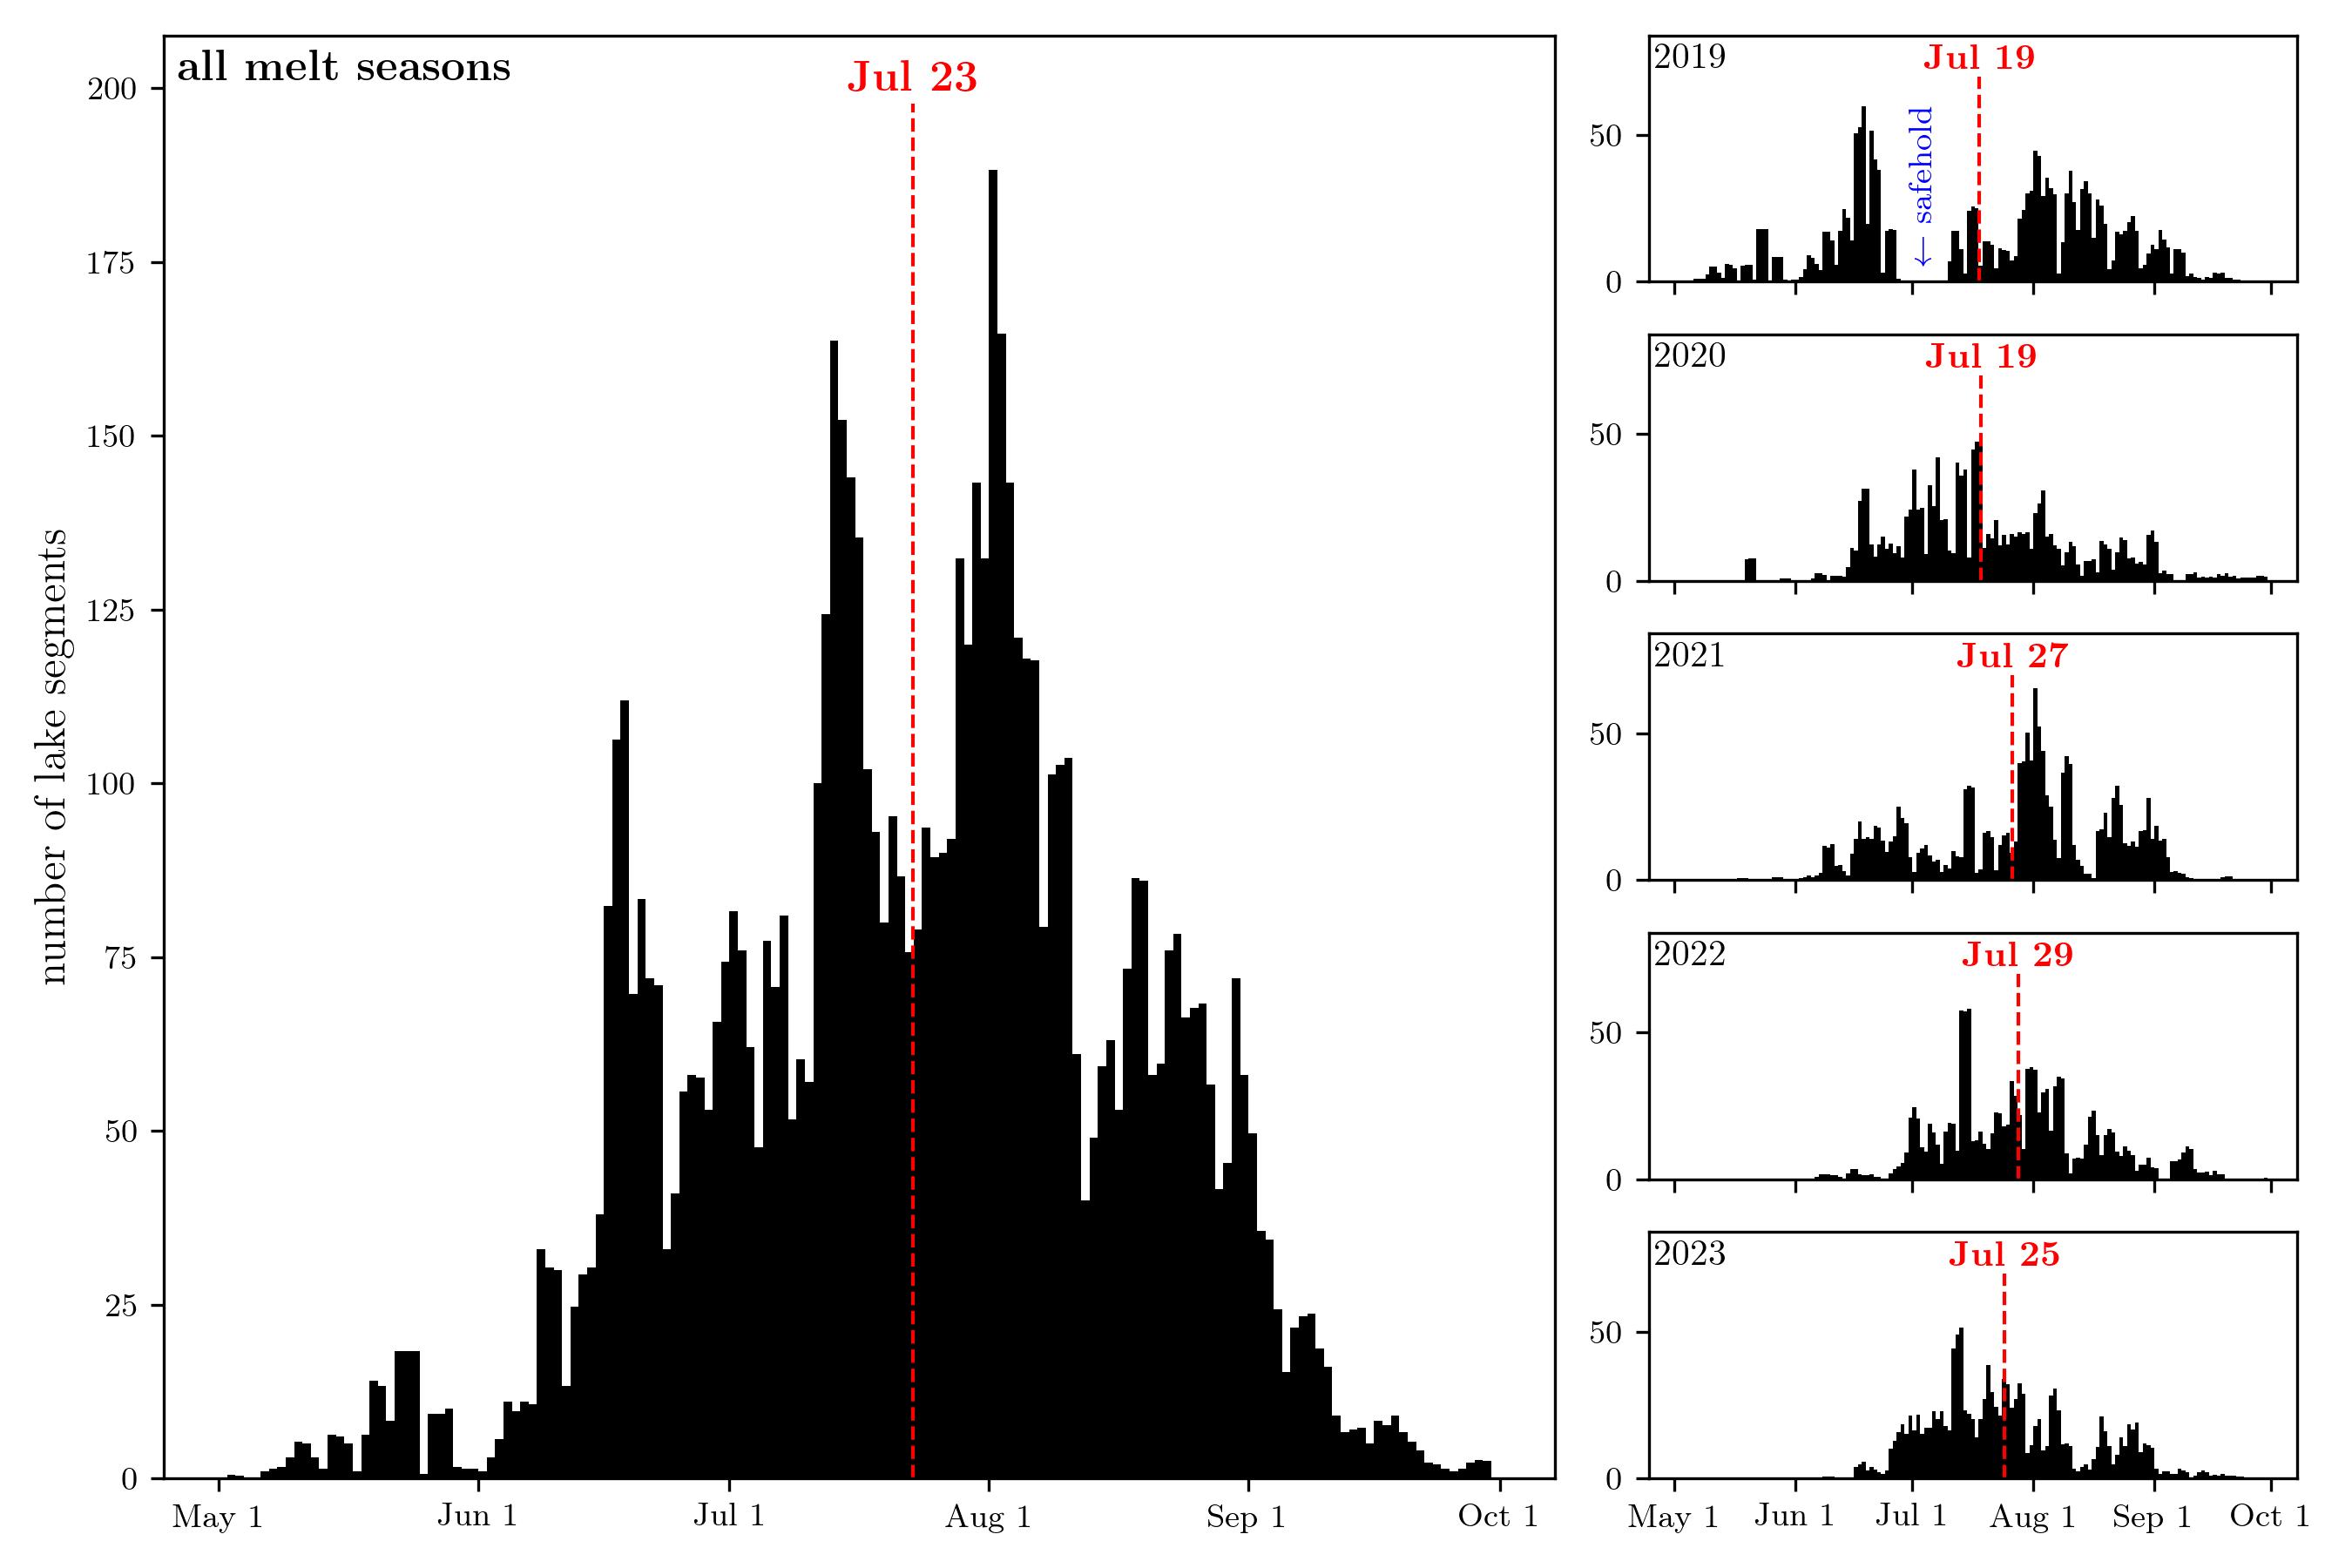 all melt seasons
Jul 23
number of lake segments
200
175
150
125
100
75
50
25
0
May 1
Jun 1
Jul 1
Aug 1
Sep 1
Oct 1
2019
Jul 19
← safehold
50
0
2020
Jul 19
50
0
2021
Jul 27
50
0
2022
Jul 29
50
0
2023
Jul 25
50
0
May 1
Jun 1
Jul 1
Aug 1
Sep 1
Oct 1